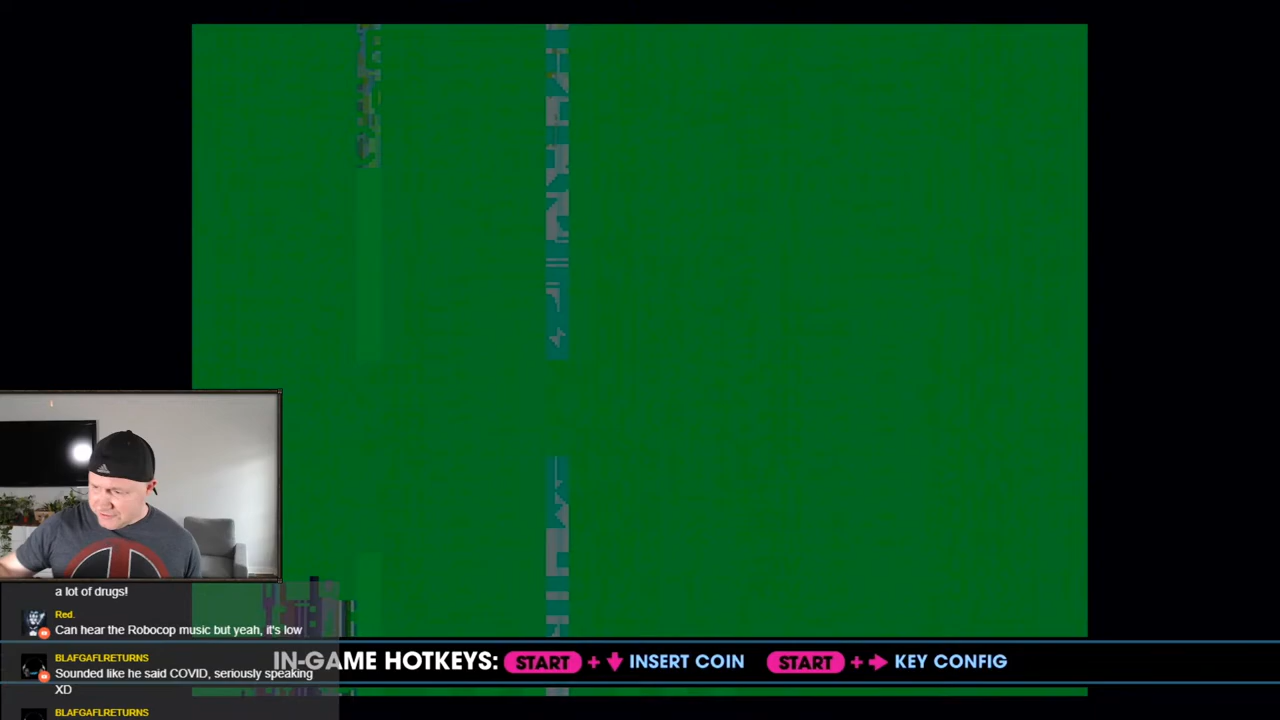 a lot of drugs!
Red.
Can hear the Robocop music but yeah, it's low
BLAFGAFLRETURNS
Sounded like he said COVID, seriously speaking
XD
BLAFGAFLRETURNS
IN-GAME HOTKEYS: START + INSERT COIN START + KEY CONFIG